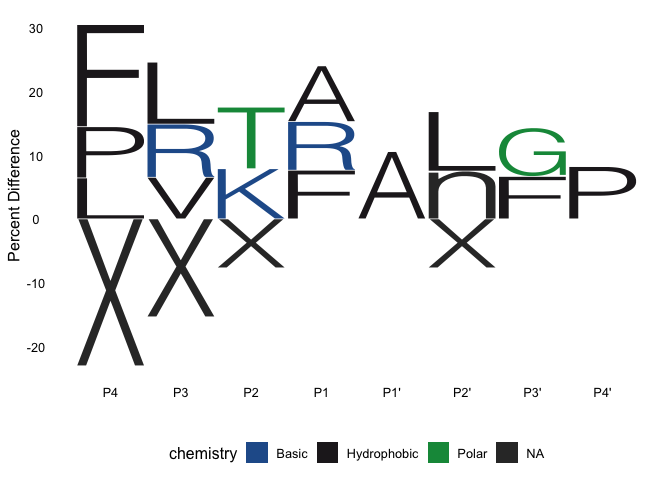 30
20
10
0
-10
-20
Percent Difference
F L A
P R T R L G
L V K F A n F P P
X X X X
P4 P3 P2 P1 P1' P2' P3' P4'
chemistry Basic Hydrophobic Polar NA